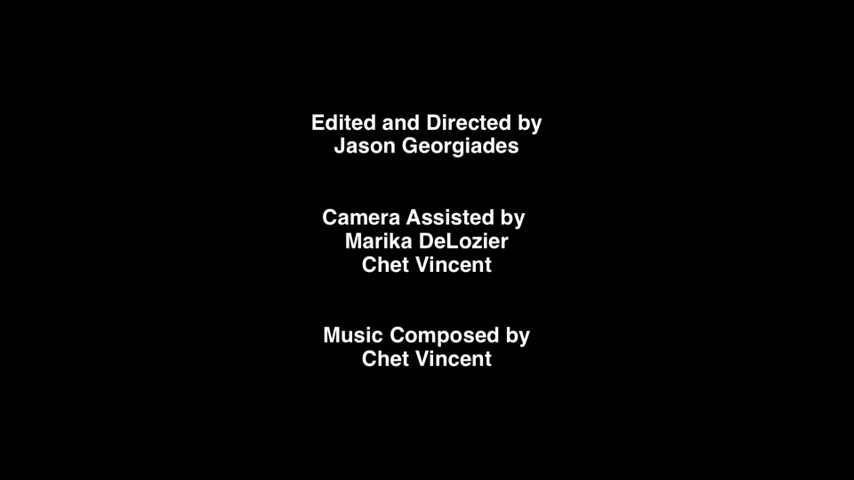 Edited and Directed by
Jason Georgiades
Camera Assisted by
Marika DeLozier
Chet Vincent
Music Composed by
Chet Vincent